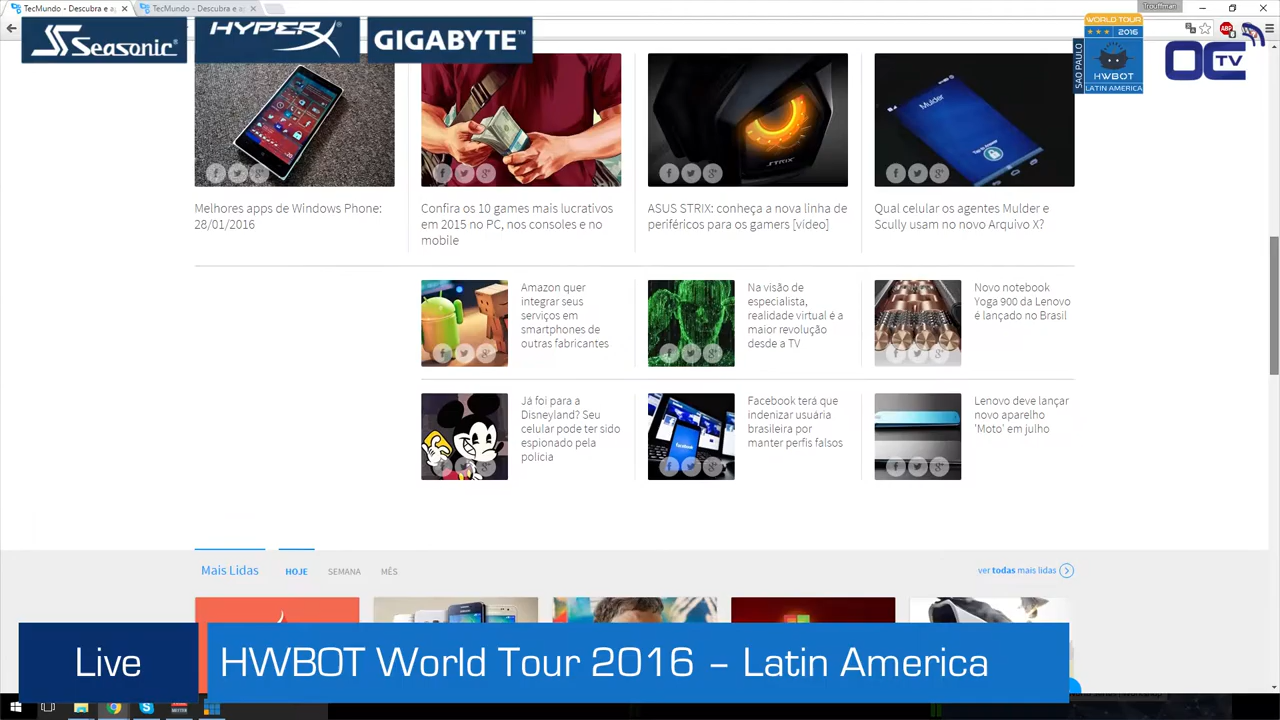 TecMundo - Descubra e a
TecMundo - Descubra e a
Trouffman
SEASONIC
HYPERX
GIGABYTE™
WORLD TOUR
2016
SAO PAULO
HWBOT
LATIN AMERICA
OC
TV
ABP
Mulder
STRIX
Melhores apps de Windows Phone:
28/01/2016
Confira os 10 games mais lucrativos
em 2015 no PC, nos consoles e no
mobile
ASUS STRIX: conheça a nova linha de
periféricos para os gamers [vídeo]
Qual celular os agentes Mulder e
Scully usam no novo Arquivo X?
Amazon quer
integrar seus
serviços em
smartphones de
outras fabricantes
Na visão de
especialista,
realidade virtual é a
maior revolução
desde a TV
Novo notebook
Yoga 900 da Lenovo
é lançado no Brasil
Já foi para a
Disneyland? Seu
celular pode ter sido
espionado pela
polícia
facebook
Facebook terá que
indenizar usuária
brasileira por
manter perfis falsos
Lenovo deve lançar
novo aparelho
'Moto' em julho
Mais Lidas HOJE SEMANA MÊS
ver todas mais lidas
Live
HWBOT World Tour 2016 – Latin America